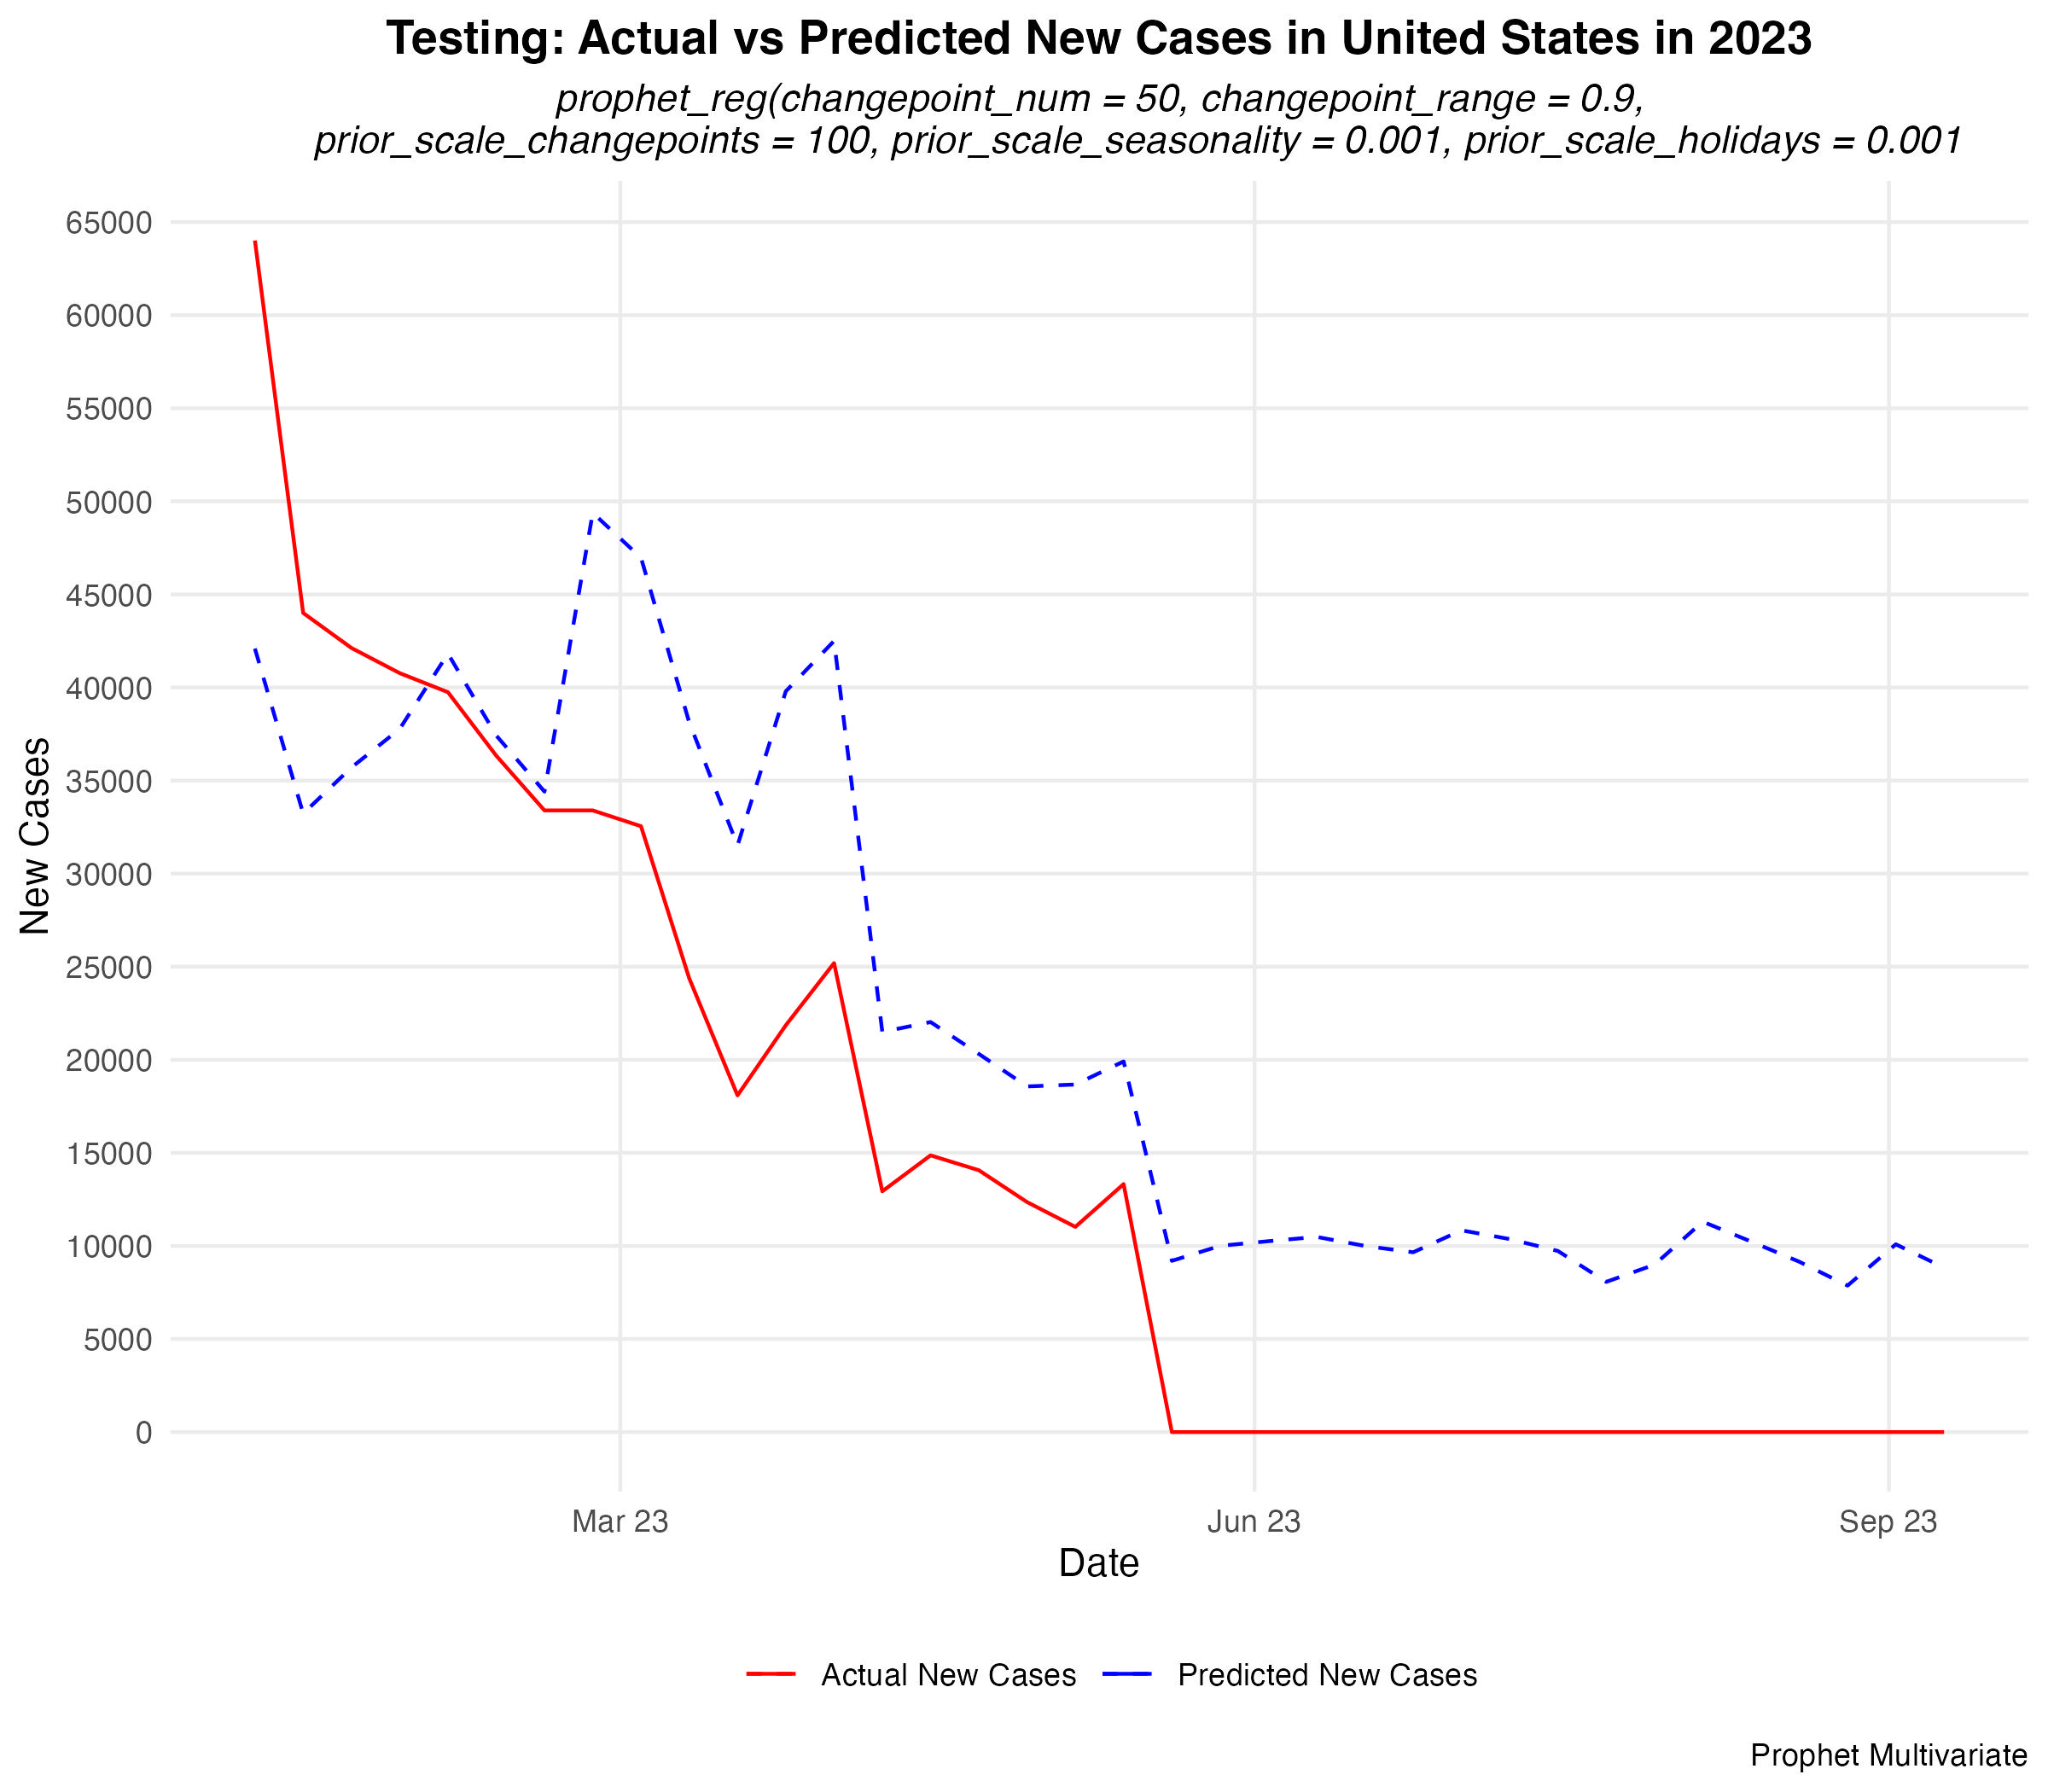 Testing: Actual vs Predicted New Cases in United States in 2023
prophet_reg(changepoint_num = 50, changepoint_range = 0.9,
prior_scale_changepoints = 100, prior_scale_seasonality = 0.001, prior_scale_holidays = 0.001
New Cases
65000
60000
55000
50000
45000
40000
35000
30000
25000
20000
15000
10000
5000
0
Mar 23
Jun 23
Sep 23
Date
Actual New Cases
Predicted New Cases
Prophet Multivariate